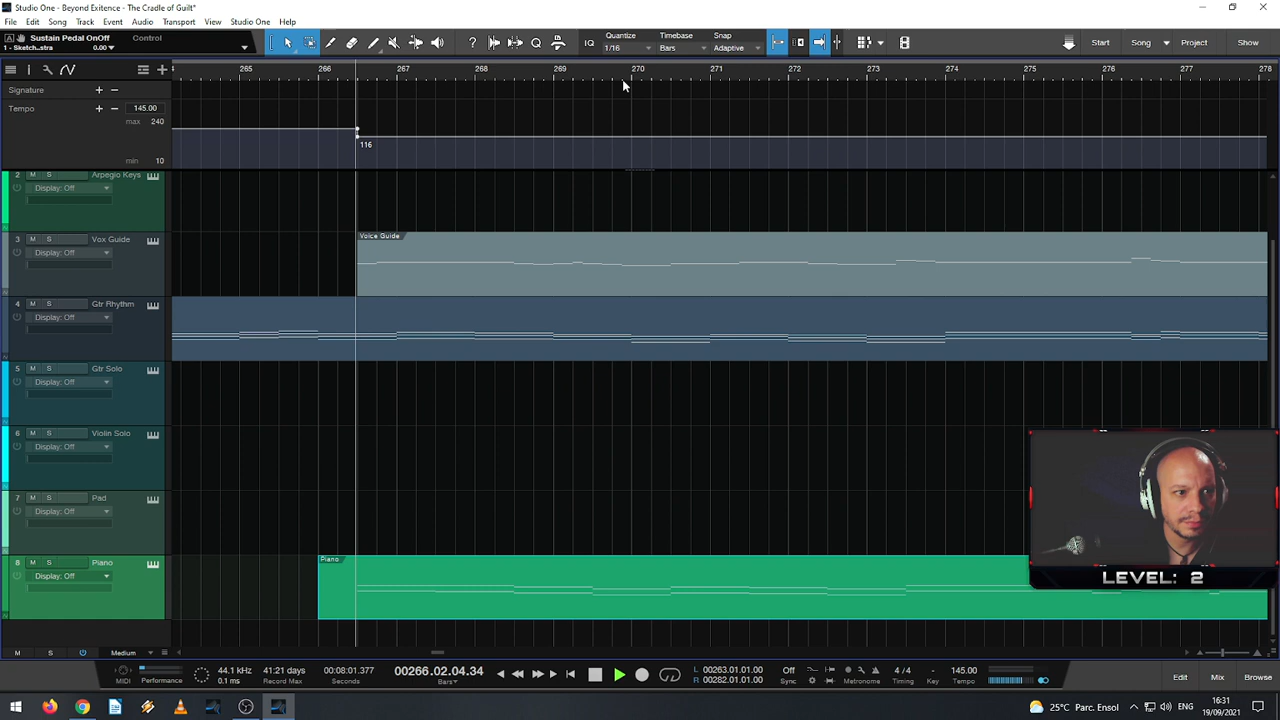 Studio One - Beyond Exitence - The Cradle of Guilt*
File Edit Song Track Event Audio Transport View Studio One Help
Sustain Pedal OnOff Control
1 - Sketch...stra 0.00
IQ Quantize 1/16 Timebase Bars Snap Adaptive
Start Song Project Show
265 266 267 268 269 270 271 272 273 274 275 276 277 278
Signature
Tempo 145.00
max 240
116
min 10
2 M S Arpegio Keys
Display: Off
3 M S Vox Guide
Display: Off
Voice Guide
4 M S Gtr Rhythm
Display: Off
5 M S Gtr Solo
Display: Off
6 M S Violin Solo
Display: Off
7 M S Pad
Display: Off
8 M S Piano
Display: Off
Piano
LEVEL: 2
M S Medium
MIDI Performance 44.1 kHz 0.1 ms 41:21 days Record Max 00:08:01.377 Seconds 00266.02.04.34 Bars
L 00263.01.01.00
R 00282.01.01.00
Off Sync Metronome 4 / 4 Timing - Key 145.00 Tempo
Edit Mix Browse
25°C Parc. Ensol ENG 16:31
19/09/2021